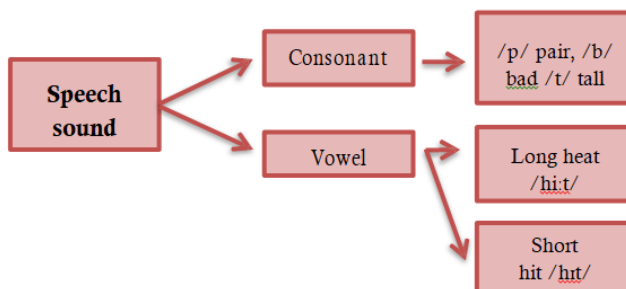 Speech
sound
Consonant
/p/ pair, /b/
bad /t/ tall
Vowel
Long heat
/hi:t/
Short
hit /hɪt/